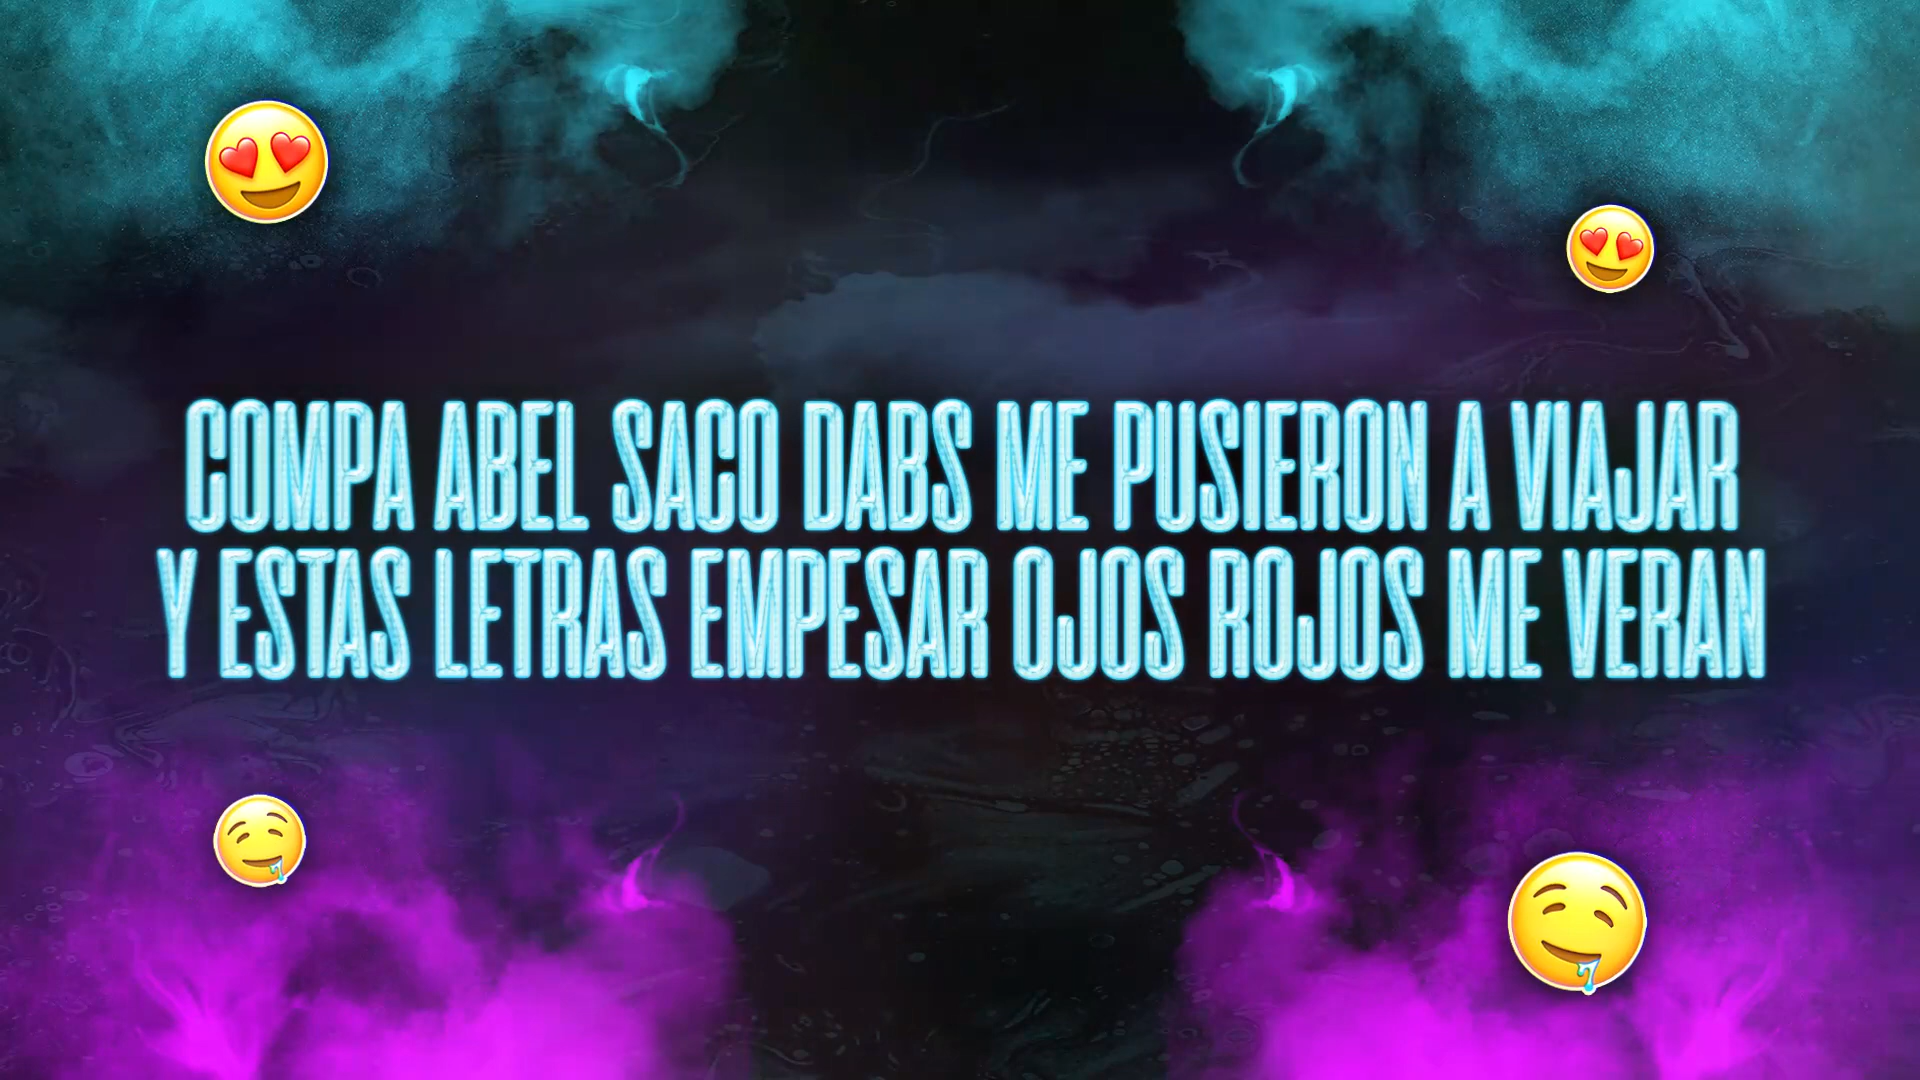 COMPA ABEL SACO DABS ME PUSIERON A VIAJAR
Y ESTAS LETRAS EMPESAR OJOS ROJOS ME VERAN